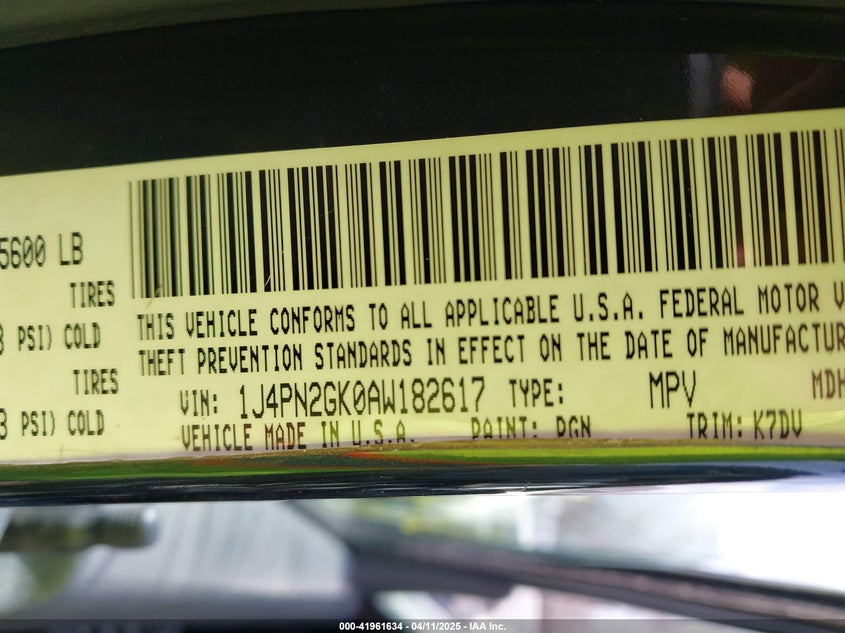 5600 LB
TIRES
PSI) COLD
TIRES
PSI) COLD
THIS VEHICLE CONFORMS TO ALL APPLICABLE U.S.A. FEDERAL MOTOR V
THEFT PREVENTION STANDARDS IN EFFECT ON THE DATE OF MANUFACTUR
VIN: 1J4PN2GK0AW182617 TYPE: MPV MDH
VEHICLE MADE IN U.S.A. PAINT: PGN TRIM: K7DV
000-41961634 - 04/11/2025 - IAA Inc.